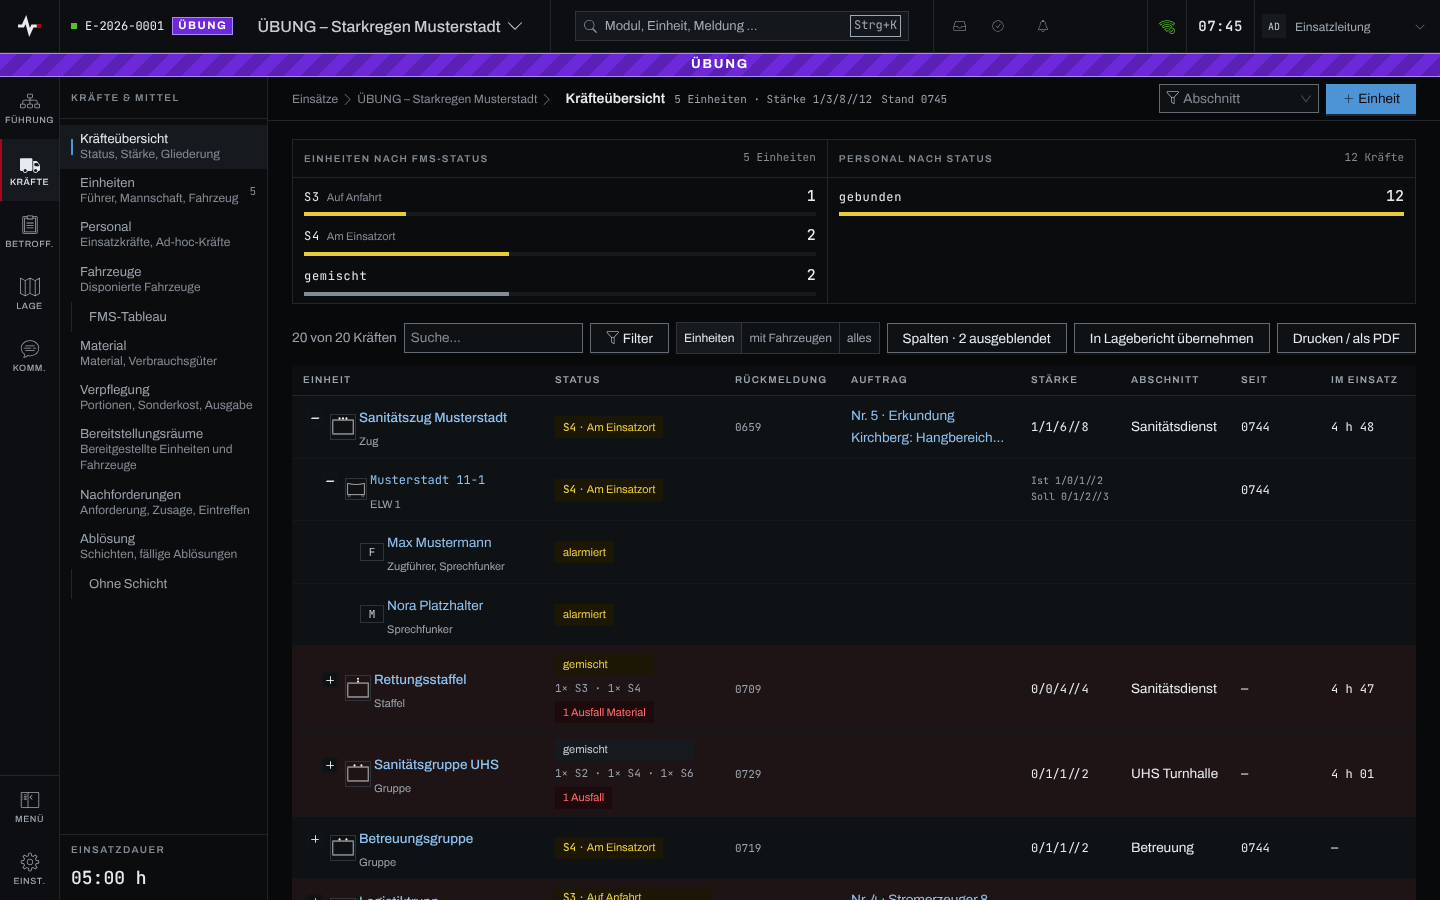 E-2026-0001 ÜBUNG ÜBUNG – Starkregen Musterstadt
Modul, Einheit, Meldung ... Strg+K
07:45 AD Einsatzleitung
ÜBUNG
FÜHRUNG
KRÄFTE
BETROFF.
LAGE
KOMM.
MENÜ
EINST.
KRÄFTE & MITTEL
Kräfteübersicht
Status, Stärke, Gliederung
Einheiten
Führer, Mannschaft, Fahrzeug 5
Personal
Einsatzkräfte, Ad-hoc-Kräfte
Fahrzeuge
Disponierte Fahrzeuge
FMS-Tableau
Material
Material, Verbrauchsgüter
Verpflegung
Portionen, Sonderkost, Ausgabe
Bereitstellungsräume
Bereitgestellte Einheiten und
Fahrzeuge
Nachforderungen
Anforderung, Zusage, Eintreffen
Ablösung
Schichten, fällige Ablösungen
Ohne Schicht
EINSATZDAUER
05:00 h
Einsätze ÜBUNG – Starkregen Musterstadt Kräfteübersicht 5 Einheiten · Stärke 1/3/8//12 Stand 0745
Abschnitt + Einheit
EINHEITEN NACH FMS-STATUS 5 Einheiten
S3 Auf Anfahrt 1
S4 Am Einsatzort 2
gemischt 2
PERSONAL NACH STATUS 12 Kräfte
gebunden 12
20 von 20 Kräften Suche... Filter Einheiten mit Fahrzeugen alles Spalten · 2 ausgeblendet In Lagebericht übernehmen Drucken / als PDF
EINHEIT STATUS RÜCKMELDUNG AUFTRAG STÄRKE ABSCHNITT SEIT IM EINSATZ
– Sanitätszug Musterstadt
Zug
S4 · Am Einsatzort 0659
Nr. 5 · Erkundung
Kirchberg: Hangbereich...
1/1/6//8 Sanitätsdienst 0744 4 h 48
– Musterstadt 11-1
ELW 1
S4 · Am Einsatzort
Ist 1/0/1//2
Soll 0/1/2//3
0744
F Max Mustermann
Zugführer, Sprechfunker
alarmiert
M Nora Platzhalter
Sprechfunker
alarmiert
+ Rettungsstaffel
Staffel
gemischt
1× S3 · 1× S4
1 Ausfall Material
0709 0/0/4//4 Sanitätsdienst – 4 h 47
+ Sanitätsgruppe UHS
Gruppe
gemischt
1× S2 · 1× S4 · 1× S6
1 Ausfall
0729 0/1/1//2 UHS Turnhalle – 4 h 01
+ Betreuungsgruppe
Gruppe
S4 · Am Einsatzort 0719 0/1/1//2 Betreuung 0744 –
+ Logistiktrupp S3 · Auf Anfahrt Nr. 4 · Stromerzeuger 8